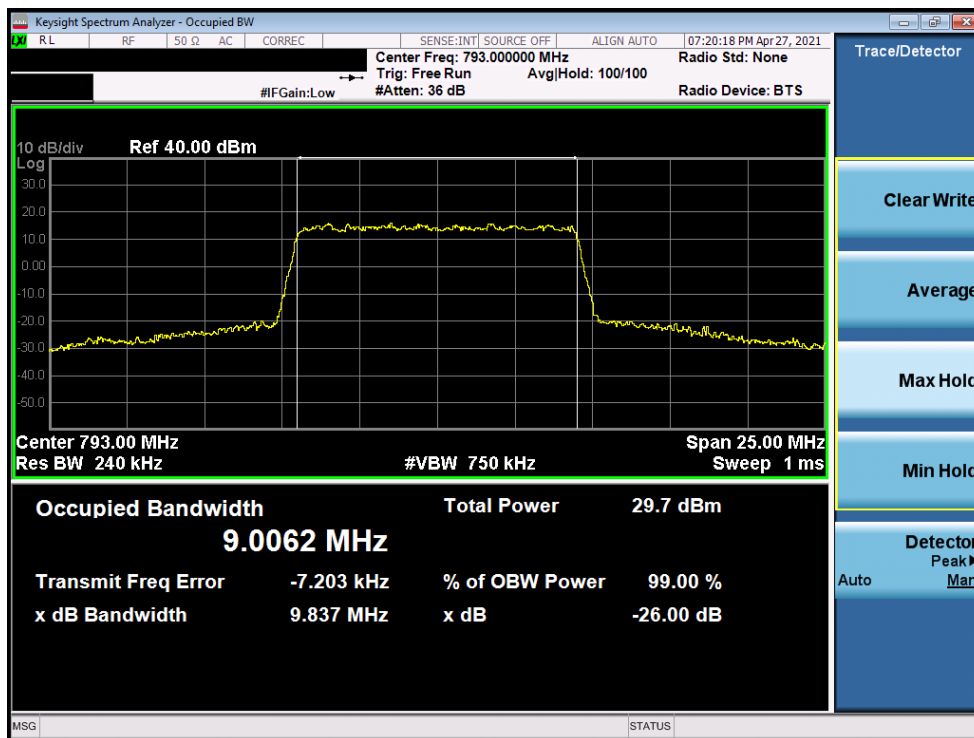 Keysight Spectrum Analyzer - Occupied BW
LXI RL RF 50 Ω AC CORREC SENSE:INT SOURCE OFF ALIGN AUTO 07:20:18 PM Apr 27, 2021
Center Freq: 793.000000 MHz Radio Std: None
Trig: Free Run Avg|Hold: 100/100
#IFGain:Low #Atten: 36 dB Radio Device: BTS
10 dB/div Ref 40.00 dBm
Log
30.0
20.0
10.0
0.00
-10.0
-20.0
-30.0
-40.0
-50.0
Center 793.00 MHz Span 25.00 MHz
Res BW 240 kHz #VBW 750 kHz Sweep 1 ms
Occupied Bandwidth Total Power 29.7 dBm
9.0062 MHz
Transmit Freq Error -7.203 kHz % of OBW Power 99.00 %
x dB Bandwidth 9.837 MHz x dB -26.00 dB
MSG STATUS
Trace/Detector
Clear Write
Average
Max Hold
Min Hold
Detector
Peak▶
Auto Man